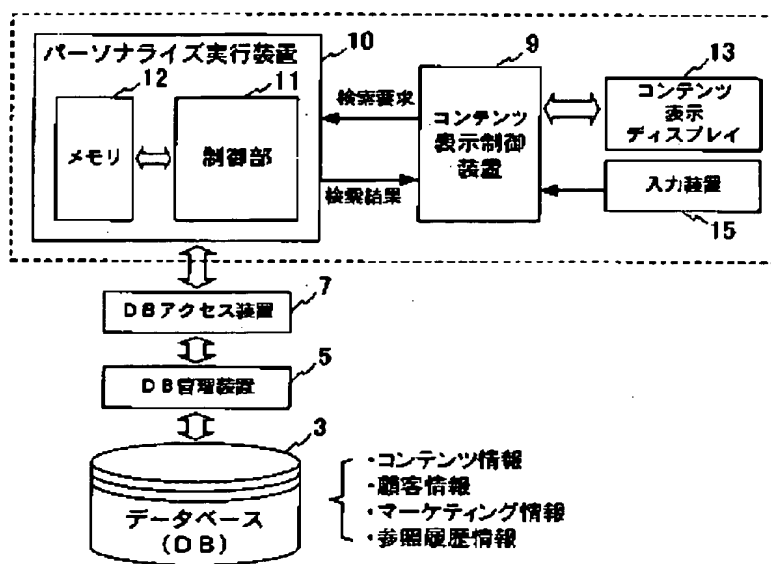 パーソナライズ実行装置
10
12
11
メモリ
制御部
検索要求
検索結果
9
コンテンツ
表示制御
装置
13
コンテンツ
表示
ディスプレイ
入力装置
15
7
DBアクセス装置
5
DB管理装置
3
データベース
(DB)
・コンテンツ情報
・顧客情報
・マーケティング情報
・参照履歴情報